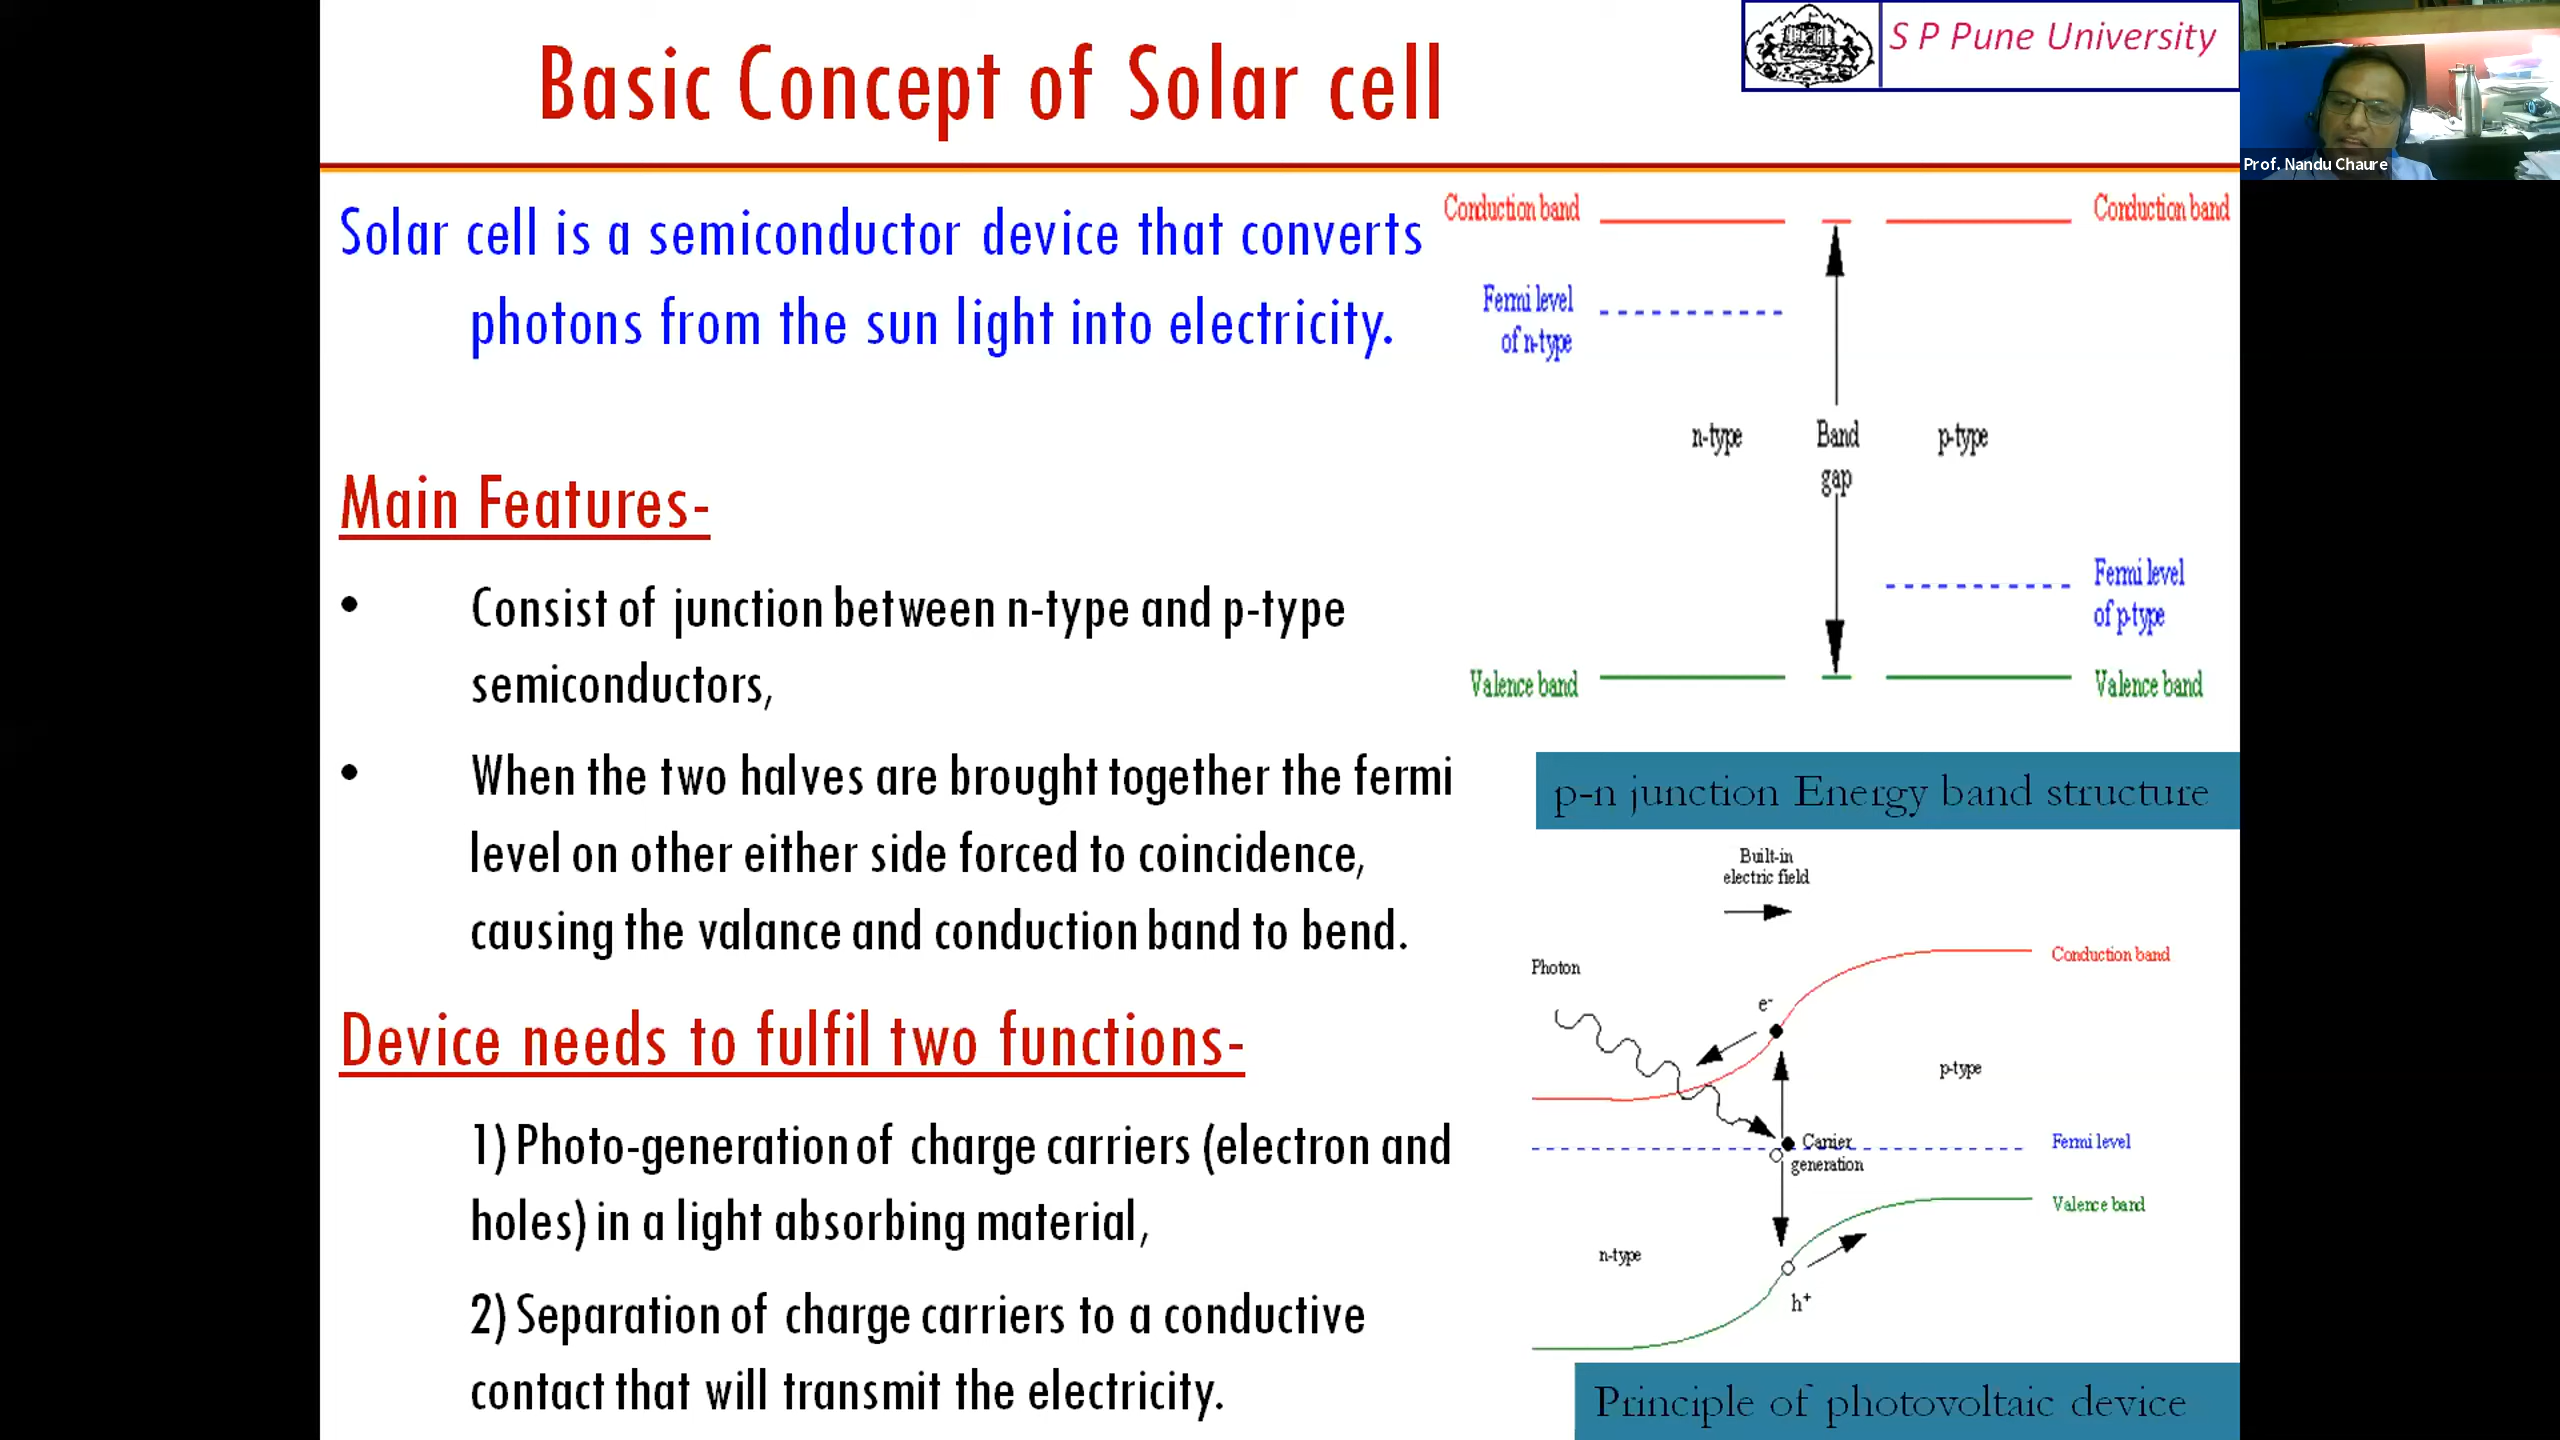 Basic Concept of Solar cell
S P Pune University
Prof. Nandu Chaure
Solar cell is a semiconductor device that converts
photons from the sun light into electricity.
Main Features-
• Consist of junction between n-type and p-type
semiconductors,
• When the two halves are brought together the fermi
level on other either side forced to coincidence,
causing the valance and conduction band to bend.
Device needs to fulfil two functions-
1) Photo-generation of charge carriers (electron and
holes) in a light absorbing material,
2) Separation of charge carriers to a conductive
contact that will transmit the electricity.
Conduction band
Conduction band
Fermi level
of n-type
n-type
Band
gap
p-type
Fermi level
of p-type
Valence band
Valence band
p-n junction Energy band structure
Built-in
electric field
Photon
Conduction band
e-
p-type
Carrier
generation
Fermi level
Valence band
n-type
h+
Principle of photovoltaic device